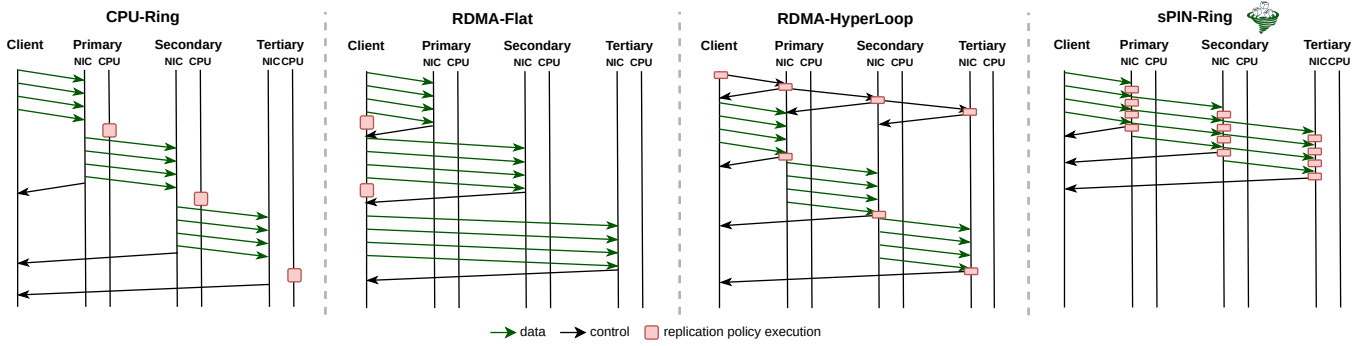 CPU-Ring
RDMA-Flat
RDMA-HyperLoop
sPIN-Ring
Client Primary Secondary Tertiary
NIC CPU NIC CPU NIC CPU
Client Primary Secondary Tertiary
NIC CPU NIC CPU NIC CPU
Client Primary Secondary Tertiary
NIC CPU NIC CPU NIC CPU
Client Primary Secondary Tertiary
NIC CPU NIC CPU NIC CPU
data control replication policy execution